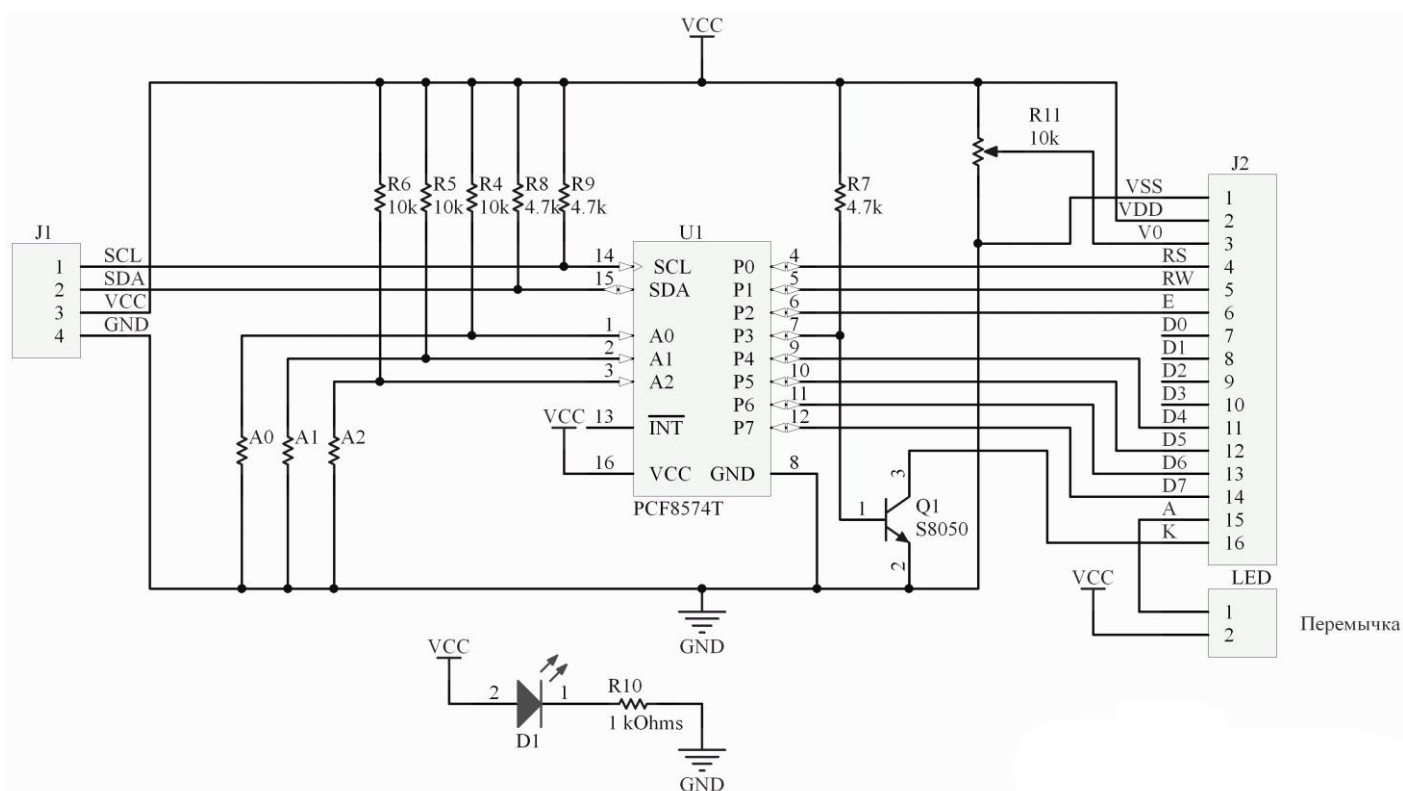 VCC
R11
10k
R6
10k
R5
10k
R4
10k
R8
4.7k
R9
4.7k
R7
4.7k
J2
VSS 1
VDD 2
V0 3
RS 4
RW 5
E 6
D0 7
D1 8
D2 9
D3 10
D4 11
D5 12
D6 13
D7 14
A 15
K 16
J1
1 SCL
2 SDA
3 VCC
4 GND
U1
14 SCL P0 4
15 SDA P1 5
P2 6
1 A0 P3 7
2 A1 P4 9
3 A2 P5 10
P6 11
13 INT P7 12
16 VCC GND 8
PCF8574T
VCC
A0
A1
A2
3
1
2
Q1
S8050
VCC
LED
1
2
Перемычка
GND
VCC
2
1
D1
R10
1 kOhms
GND